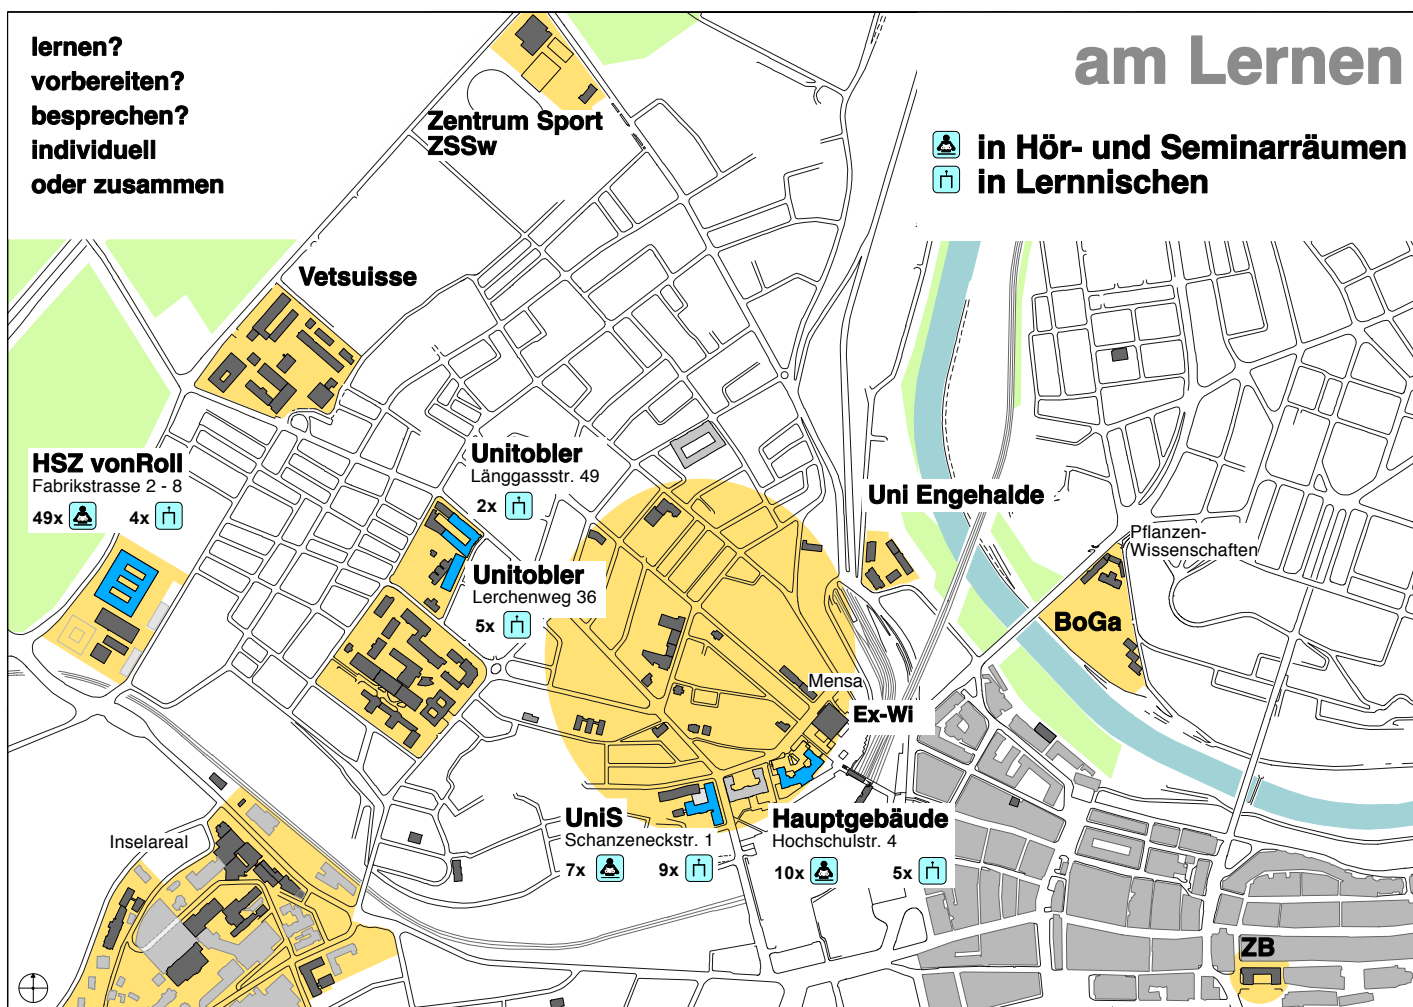 lernen?
vorbereiten?
besprechen?
individuell
oder zusammen
am Lernen
in Hör- und Seminarräumen
in Lernnischen
Zentrum Sport
ZSSw
Vetsuisse
HSZ vonRoll
Fabrikstrasse 2 - 8
49x 4x
Unitobler
Länggassstr. 49
2x
Unitobler
Lerchenweg 36
5x
Uni Engehalde
Pflanzen-
Wissenschaften
BoGa
Mensa
Ex-Wi
UniS
Schanzeneckstr. 1
7x 9x
Hauptgebäude
Hochschulstr. 4
10x 5x
Inselareal
ZB